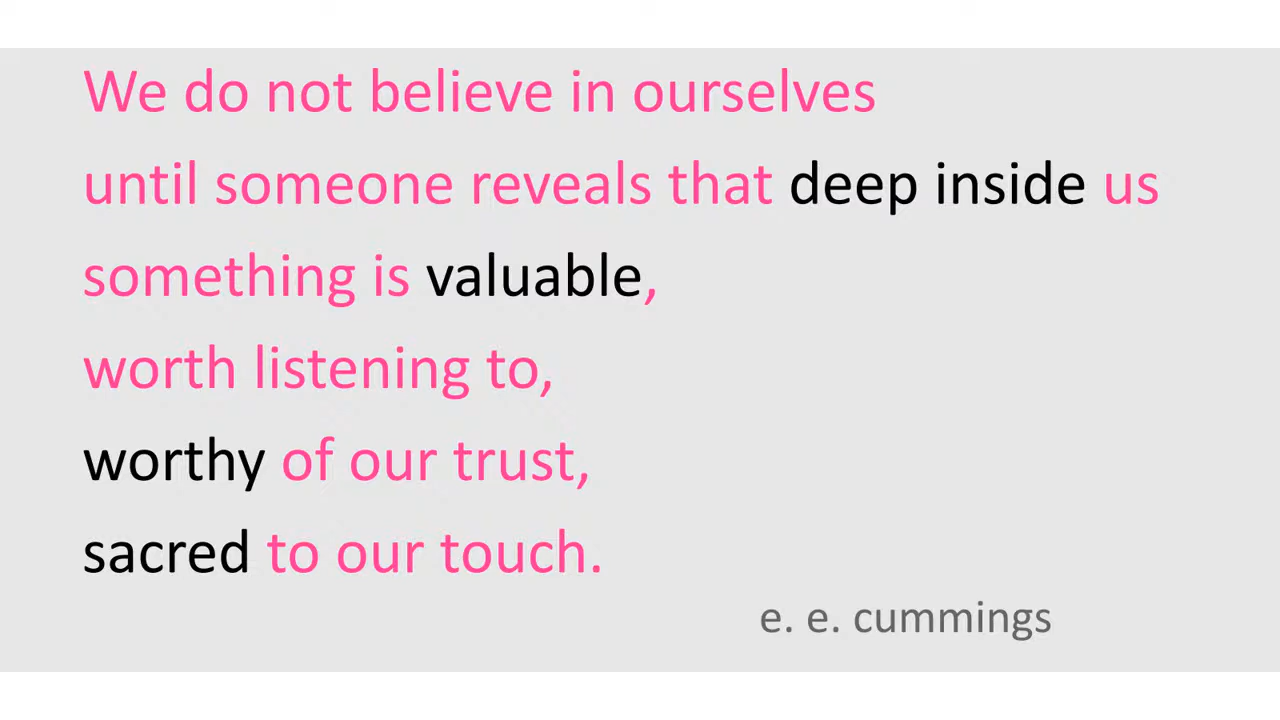 We do not believe in ourselves
until someone reveals that deep inside us
something is valuable,
worth listening to,
worthy of our trust,
sacred to our touch.
e. e. cummings